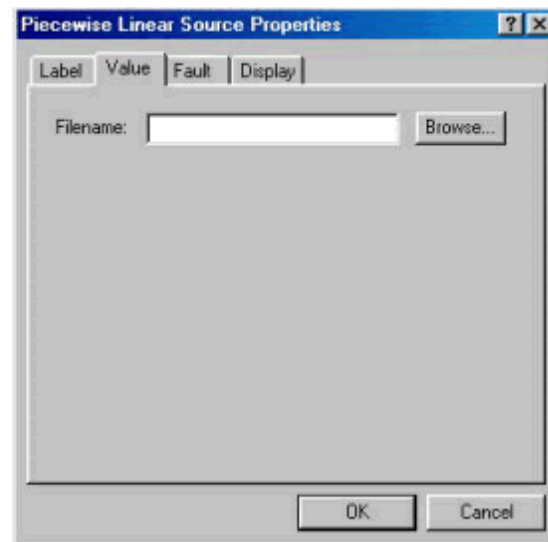 Piecewise Linear Source Properties ? ×
Label Value Fault Display
Filename: Browse...
OK Cancel